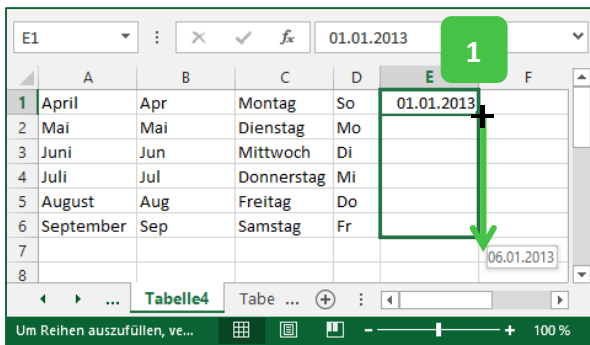 E1 fx 01.01.2013
1
A B C D E F
1 April Apr Montag So 01.01.2013
2 Mai Mai Dienstag Mo
3 Juni Jun Mittwoch Di
4 Juli Jul Donnerstag Mi
5 August Aug Freitag Do
6 September Sep Samstag Fr
7 06.01.2013
8
... Tabelle4 Tabe ...
Um Reihen auszufüllen, ve... 100 %